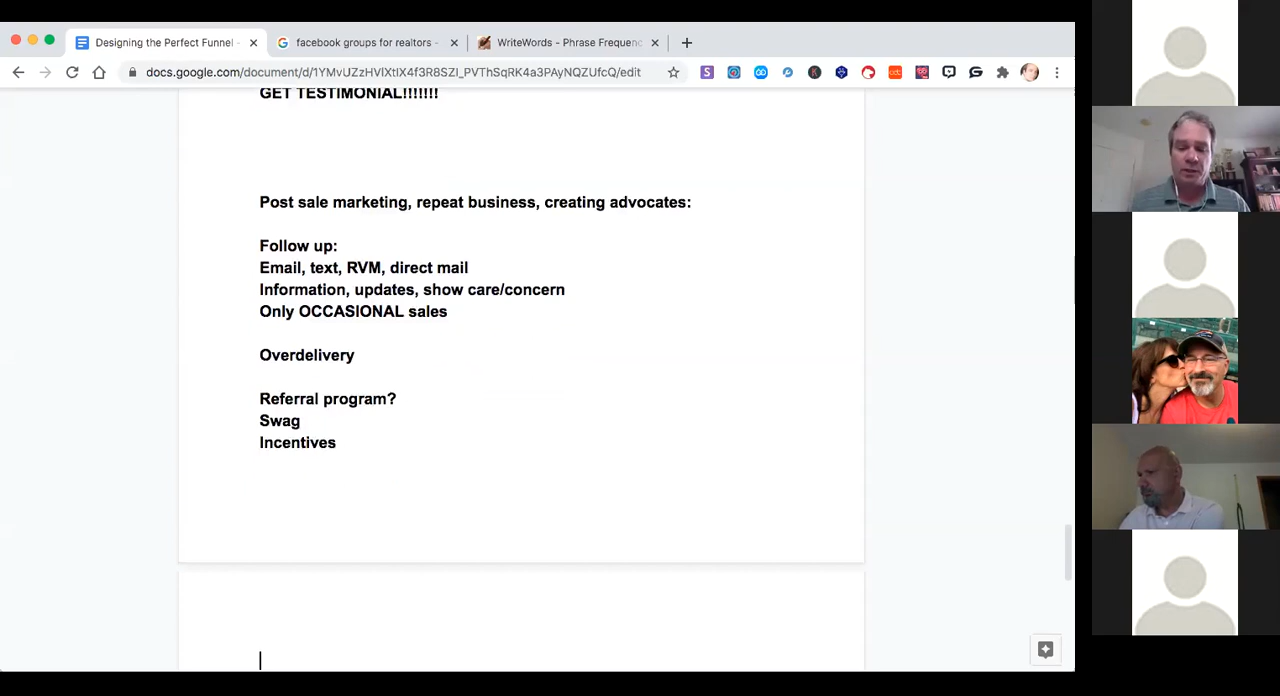 Designing the Perfect Funnel -
facebook groups for realtors -
WriteWords - Phrase Frequenc
docs.google.com/document/d/1YMvUZzHVIXtIX4f3R8SZI_PVThSqRK4a3PAyNQZUfcQ/edit
GET TESTIMONIAL!!!!!!!
Post sale marketing, repeat business, creating advocates:
Follow up:
Email, text, RVM, direct mail
Information, updates, show care/concern
Only OCCASIONAL sales
Overdelivery
Referral program?
Swag
Incentives